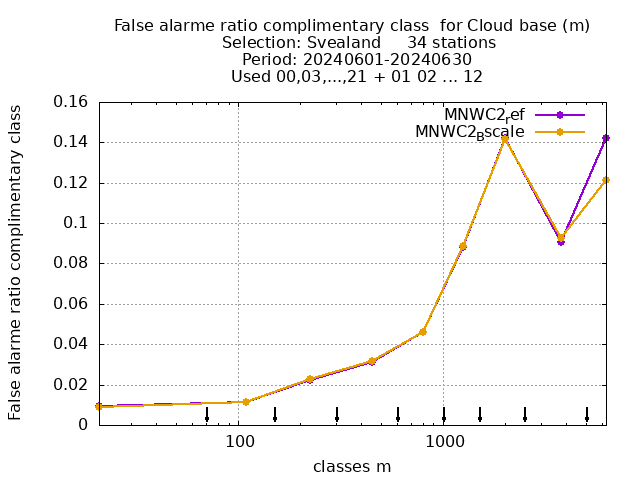 False alarme ratio complimentary class  for Cloud base (m)
Selection: Svealand     34 stations
Period: 20240601-20240630
Used 00,03,...,21 + 01 02 ... 12
False alarme ratio complimentary class
0.16
0.14
0.12
0.1
0.08
0.06
0.04
0.02
0
MNWC2ref
MNWC2Bscale
100
1000
classes m